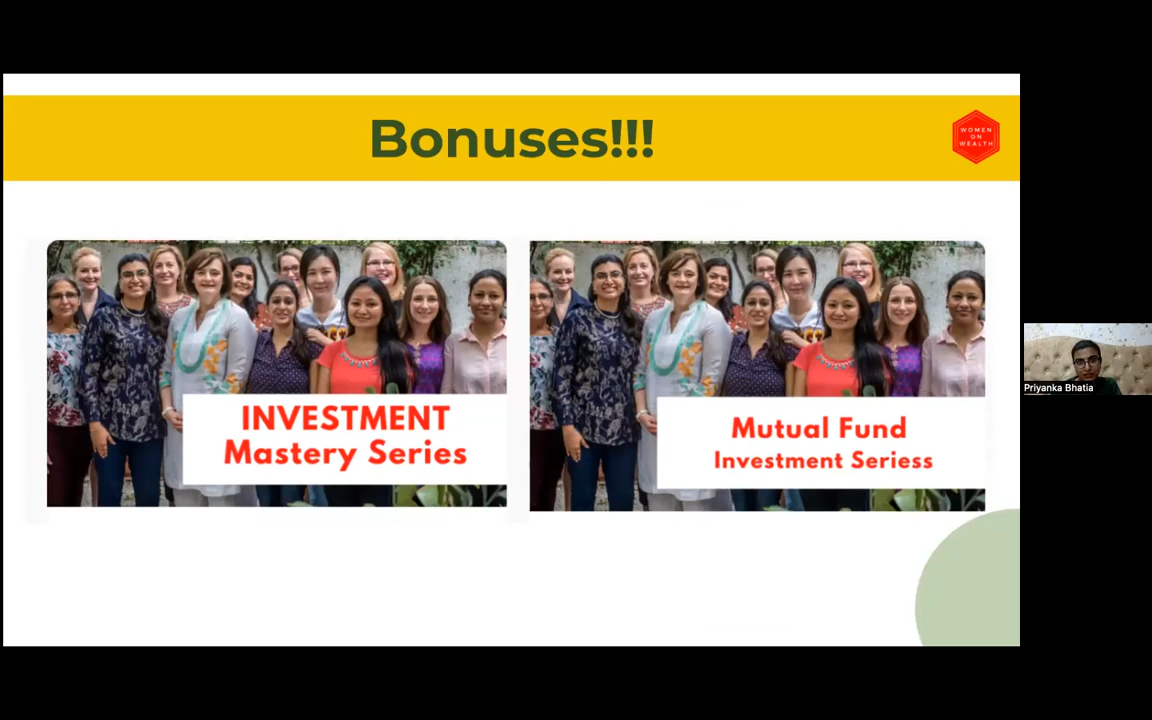 Bonuses!!!
WOMEN
ON
WEALTH
INVESTMENT
Mastery Series
Mutual Fund
Investment Seriess
Priyanka Bhatia